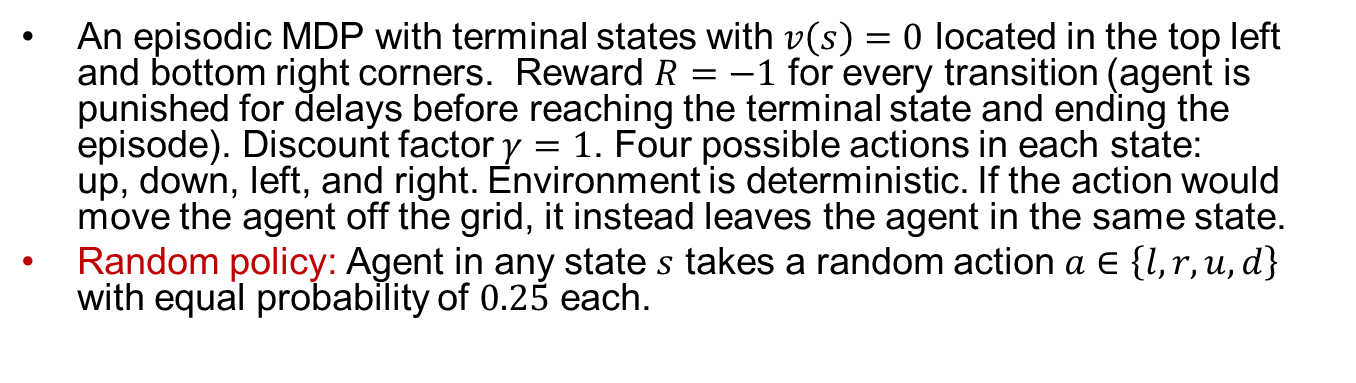 • An episodic MDP with terminal states with v(s) = 0 located in the top left
and bottom right corners.  Reward R = −1 for every transition (agent is
punished for delays before reaching the terminal state and ending the
episode). Discount factor γ = 1. Four possible actions in each state:
up, down, left, and right. Environment is deterministic. If the action would
move the agent off the grid, it instead leaves the agent in the same state.
• Random policy: Agent in any state s takes a random action a ∈ {l, r, u, d}
with equal probability of 0.25 each.